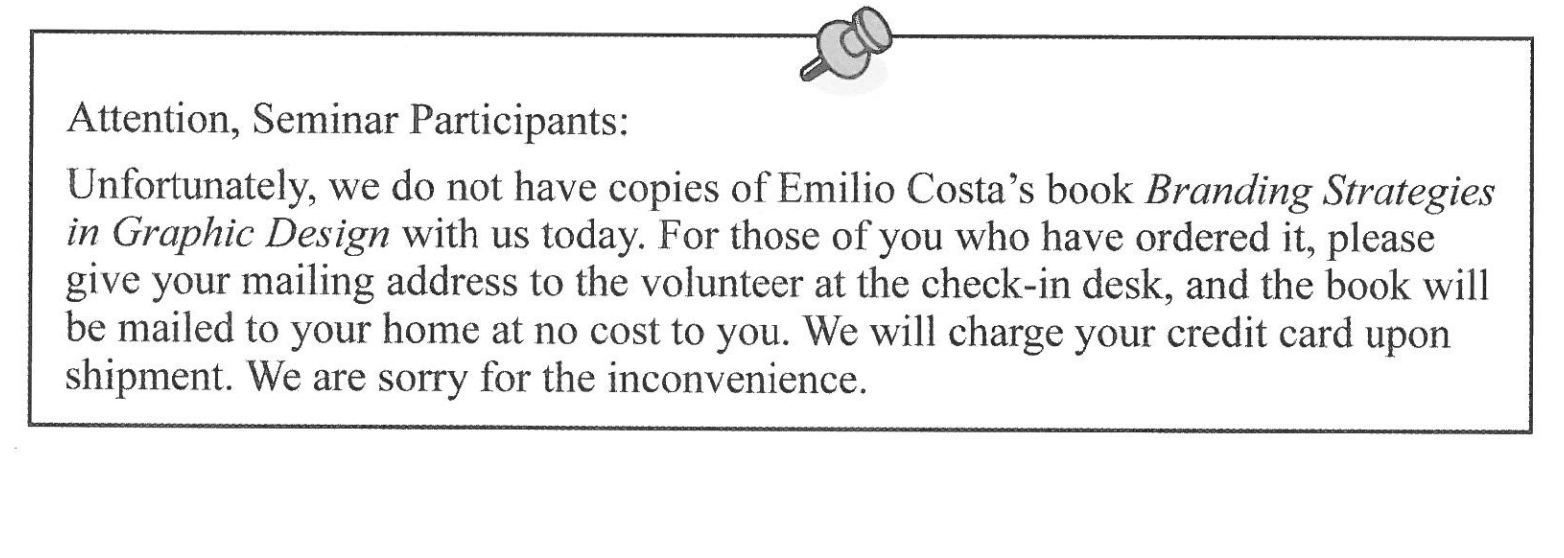 Attention, Seminar Participants:
Unfortunately, we do not have copies of Emilio Costa's book Branding Strategies
in Graphic Design with us today. For those of you who have ordered it, please
give your mailing address to the volunteer at the check-in desk, and the book will
be mailed to your home at no cost to you. We will charge your credit card upon
shipment. We are sorry for the inconvenience.